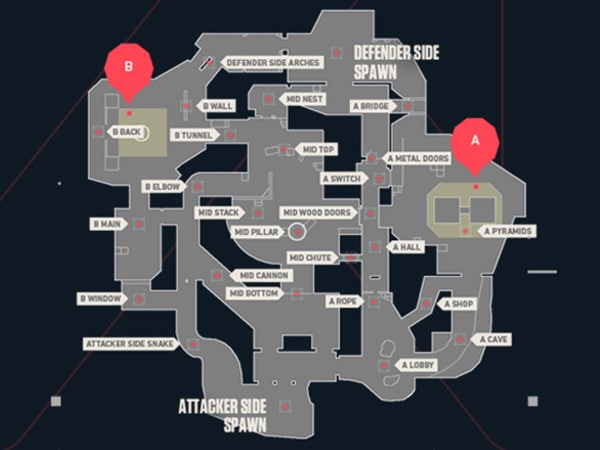 DEFENDER SIDE
SPAWN
DEFENDER SIDE ARCHES
B
B WALL
MID NEST
A BRIDGE
B BACK
B TUNNEL
MID TOP
A
A METAL DOORS
A SWITCH
B ELBOW
MID STACK
MID WOOD DOORS
B MAIN
MID PILLAR
A PYRAMIDS
A HALL
MID CHUTE
MID CANNON
MID BOTTOM
B WINDOW
A ROPE
A SHOP
ATTACKER SIDE SNAKE
A CAVE
A LOBBY
ATTACKER SIDE
SPAWN